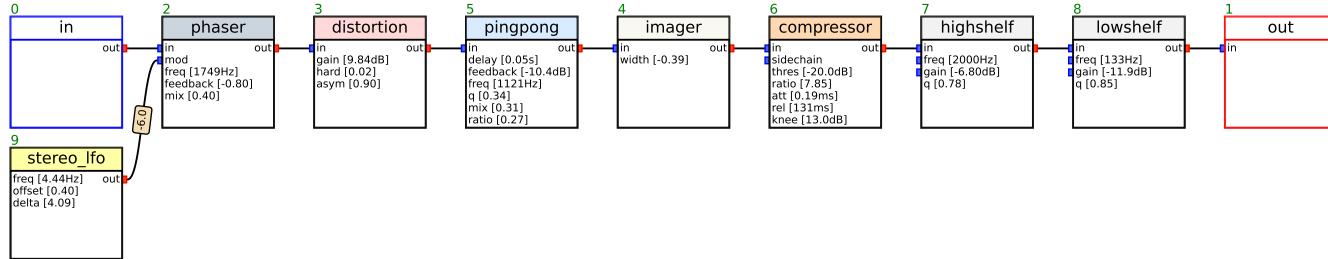 0
in
out
2
phaser
in out
mod
freq [1749Hz]
feedback [-0.80]
mix [0.40]
3
distortion
in out
gain [9.84dB]
hard [0.02]
asym [0.90]
5
pingpong
in out
delay [0.05s]
feedback [-10.4dB]
freq [1121Hz]
q [0.34]
mix [0.31]
ratio [0.27]
4
imager
in out
width [-0.39]
6
compressor
in out
sidechain
thres [-20.0dB]
ratio [7.85]
att [0.19ms]
rel [131ms]
knee [13.0dB]
7
highshelf
in out
freq [2000Hz]
gain [-6.80dB]
q [0.78]
8
lowshelf
in out
freq [133Hz]
gain [-11.9dB]
q [0.85]
1
out
in
-6.0
9
stereo_lfo
freq [4.44Hz] out
offset [0.40]
delta [4.09]